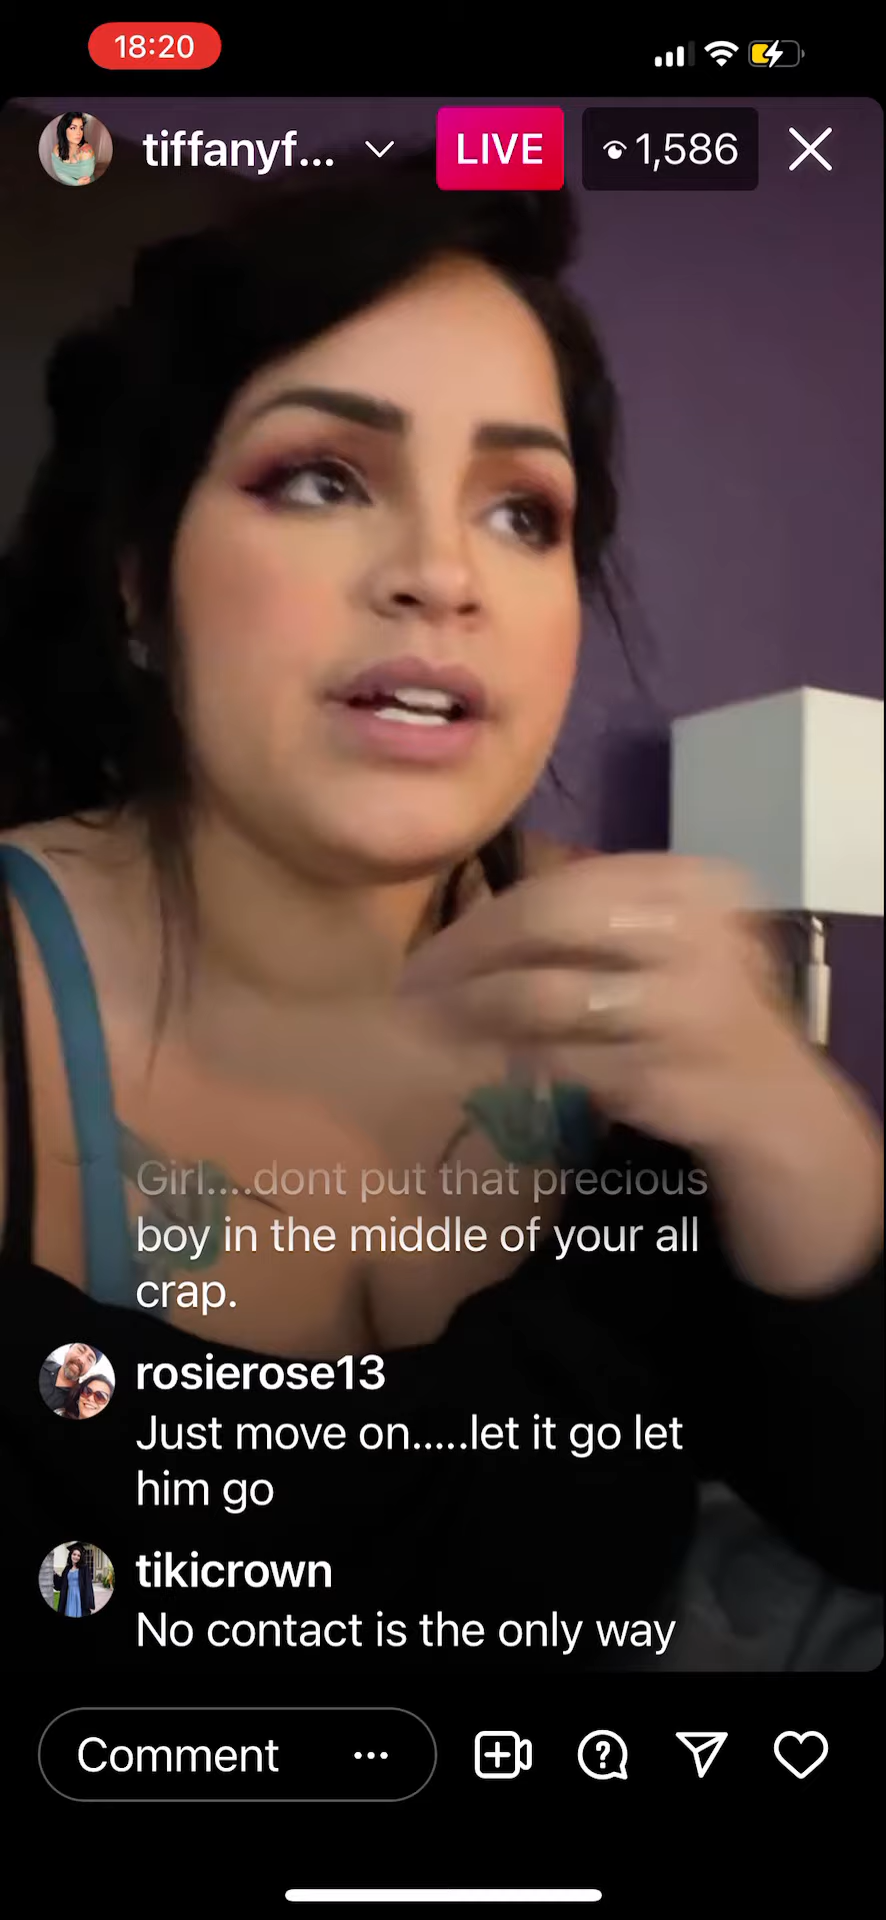 18:20
tiffanyf... LIVE 1,586
Girl....dont put that precious
boy in the middle of your all
crap.
rosierose13
Just move on.....let it go let
him go
tikicrown
No contact is the only way
Comment ...